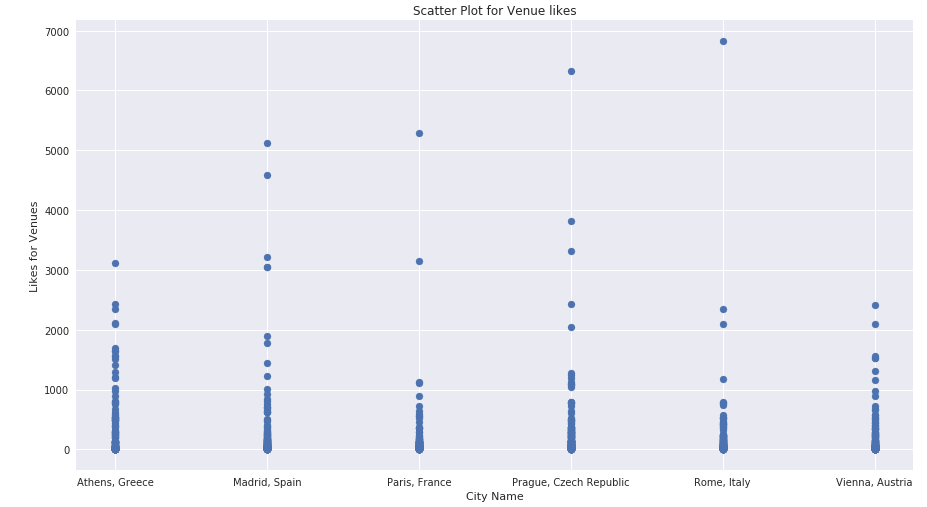 Scatter Plot for Venue likes
7000
6000
5000
4000
3000
2000
1000
0
Likes for Venues
Athens, Greece
Madrid, Spain
Paris, France
Prague, Czech Republic
Rome, Italy
Vienna, Austria
City Name